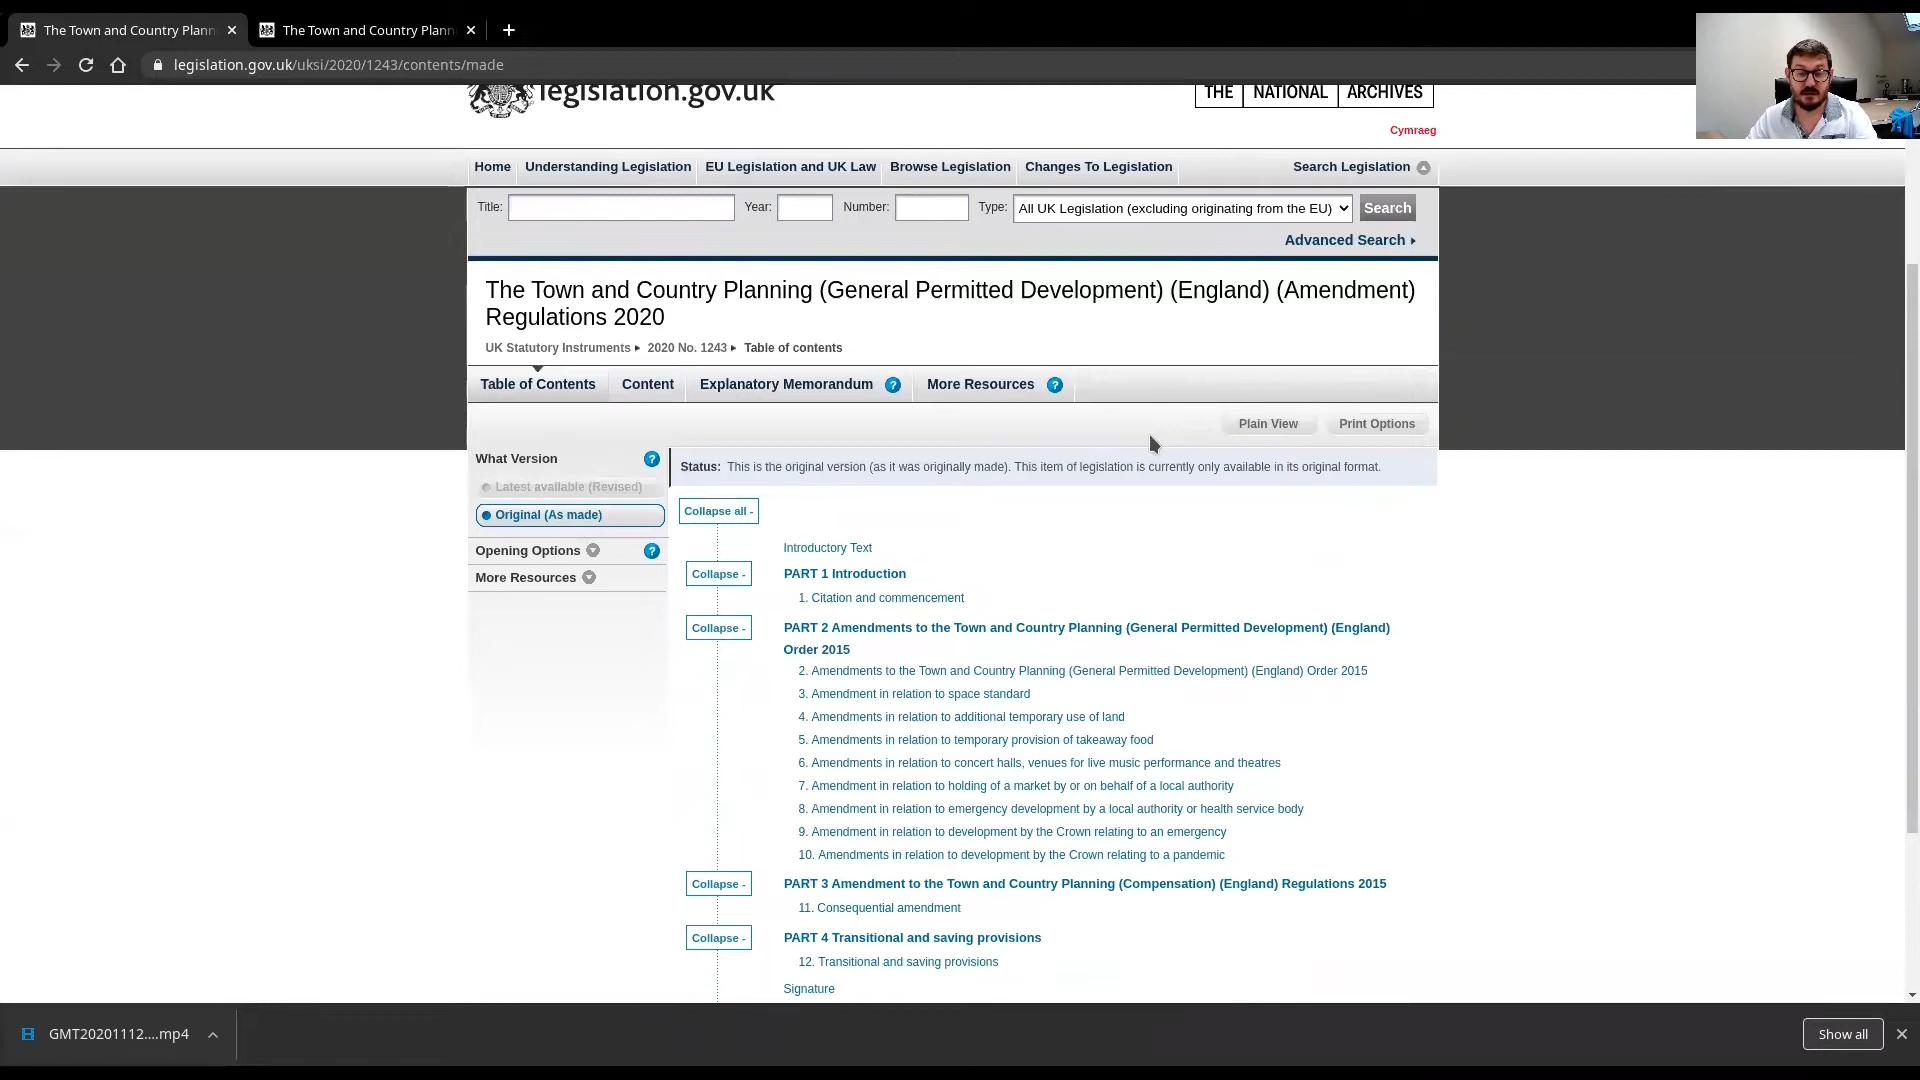 The Town and Country Plann
The Town and Country Plann
legislation.gov.uk/uksi/2020/1243/contents/made
legislation.gov.uk
THE NATIONAL ARCHIVES
Cymraeg
Home Understanding Legislation EU Legislation and UK Law Browse Legislation Changes To Legislation Search Legislation
Title: Year: Number: Type: All UK Legislation (excluding originating from the EU) Search
Advanced Search
The Town and Country Planning (General Permitted Development) (England) (Amendment)
Regulations 2020
UK Statutory Instruments 2020 No. 1243 Table of contents
Table of Contents Content Explanatory Memorandum ? More Resources ?
Plain View Print Options
What Version ?
Latest available (Revised)
Original (As made)
Opening Options ?
More Resources
Status: This is the original version (as it was originally made). This item of legislation is currently only available in its original format.
Collapse all -
Introductory Text
Collapse - PART 1 Introduction
1. Citation and commencement
Collapse - PART 2 Amendments to the Town and Country Planning (General Permitted Development) (England)
Order 2015
2. Amendments to the Town and Country Planning (General Permitted Development) (England) Order 2015
3. Amendment in relation to space standard
4. Amendments in relation to additional temporary use of land
5. Amendments in relation to temporary provision of takeaway food
6. Amendments in relation to concert halls, venues for live music performance and theatres
7. Amendment in relation to holding of a market by or on behalf of a local authority
8. Amendment in relation to emergency development by a local authority or health service body
9. Amendment in relation to development by the Crown relating to an emergency
10. Amendments in relation to development by the Crown relating to a pandemic
Collapse - PART 3 Amendment to the Town and Country Planning (Compensation) (England) Regulations 2015
11. Consequential amendment
Collapse - PART 4 Transitional and saving provisions
12. Transitional and saving provisions
Signature
GMT20201112....mp4
Show all